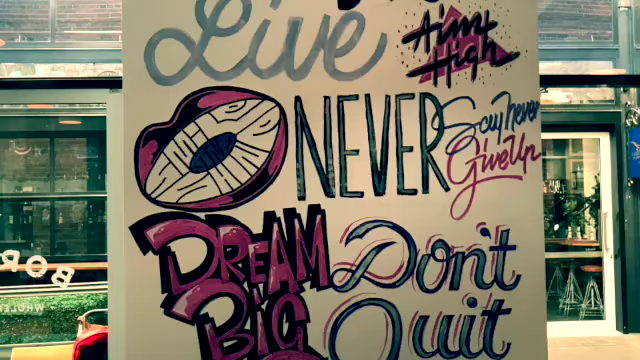 Live
Aim
High
NEVER
Say Never
Give Up
DREAM
BIG
Don't
Quit